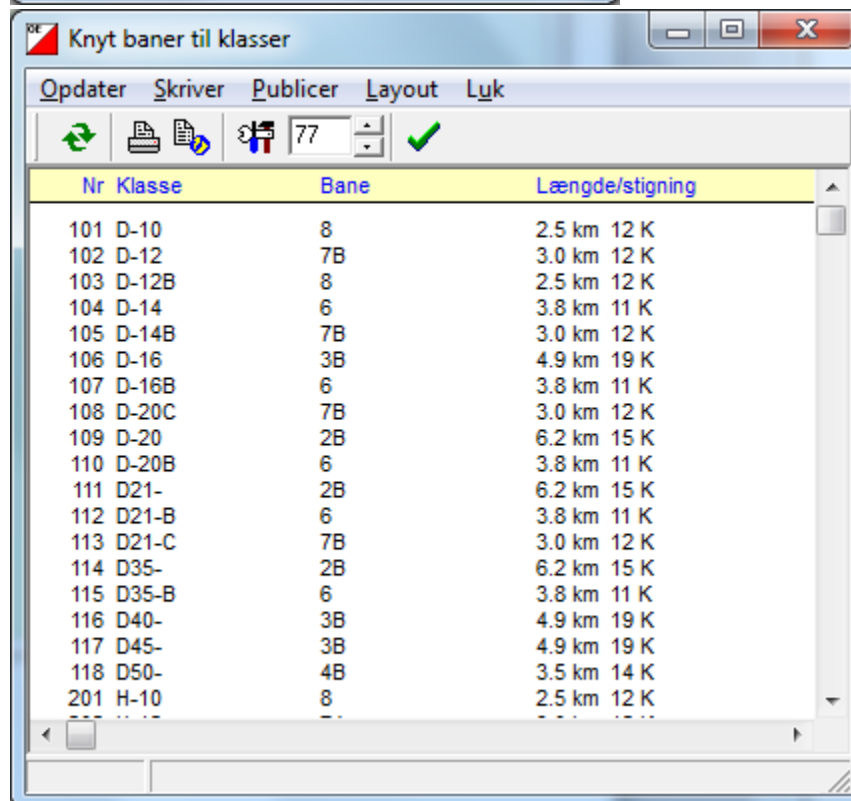 OE Knyt baner til klasser
Opdater Skriver Publicer Layout Luk
77
Nr Klasse Bane Længde/stigning
101 D-10 8 2.5 km 12 K
102 D-12 7B 3.0 km 12 K
103 D-12B 8 2.5 km 12 K
104 D-14 6 3.8 km 11 K
105 D-14B 7B 3.0 km 12 K
106 D-16 3B 4.9 km 19 K
107 D-16B 6 3.8 km 11 K
108 D-20C 7B 3.0 km 12 K
109 D-20 2B 6.2 km 15 K
110 D-20B 6 3.8 km 11 K
111 D21- 2B 6.2 km 15 K
112 D21-B 6 3.8 km 11 K
113 D21-C 7B 3.0 km 12 K
114 D35- 2B 6.2 km 15 K
115 D35-B 6 3.8 km 11 K
116 D40- 3B 4.9 km 19 K
117 D45- 3B 4.9 km 19 K
118 D50- 4B 3.5 km 14 K
201 H-10 8 2.5 km 12 K